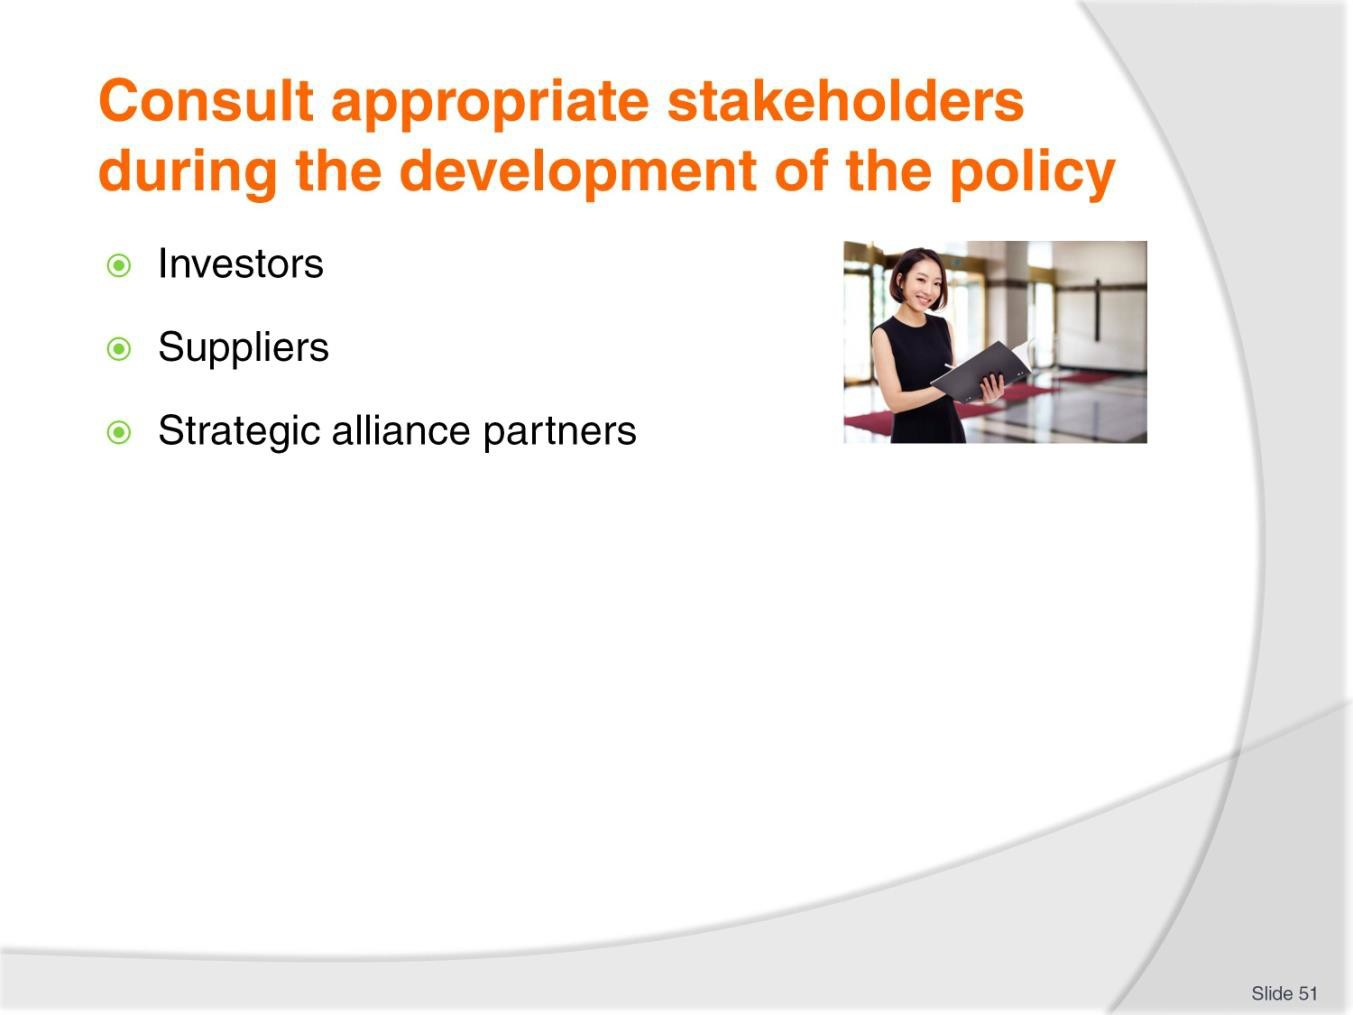 Consult appropriate stakeholders
during the development of the policy
Investors
Suppliers
Strategic alliance partners
Slide 51